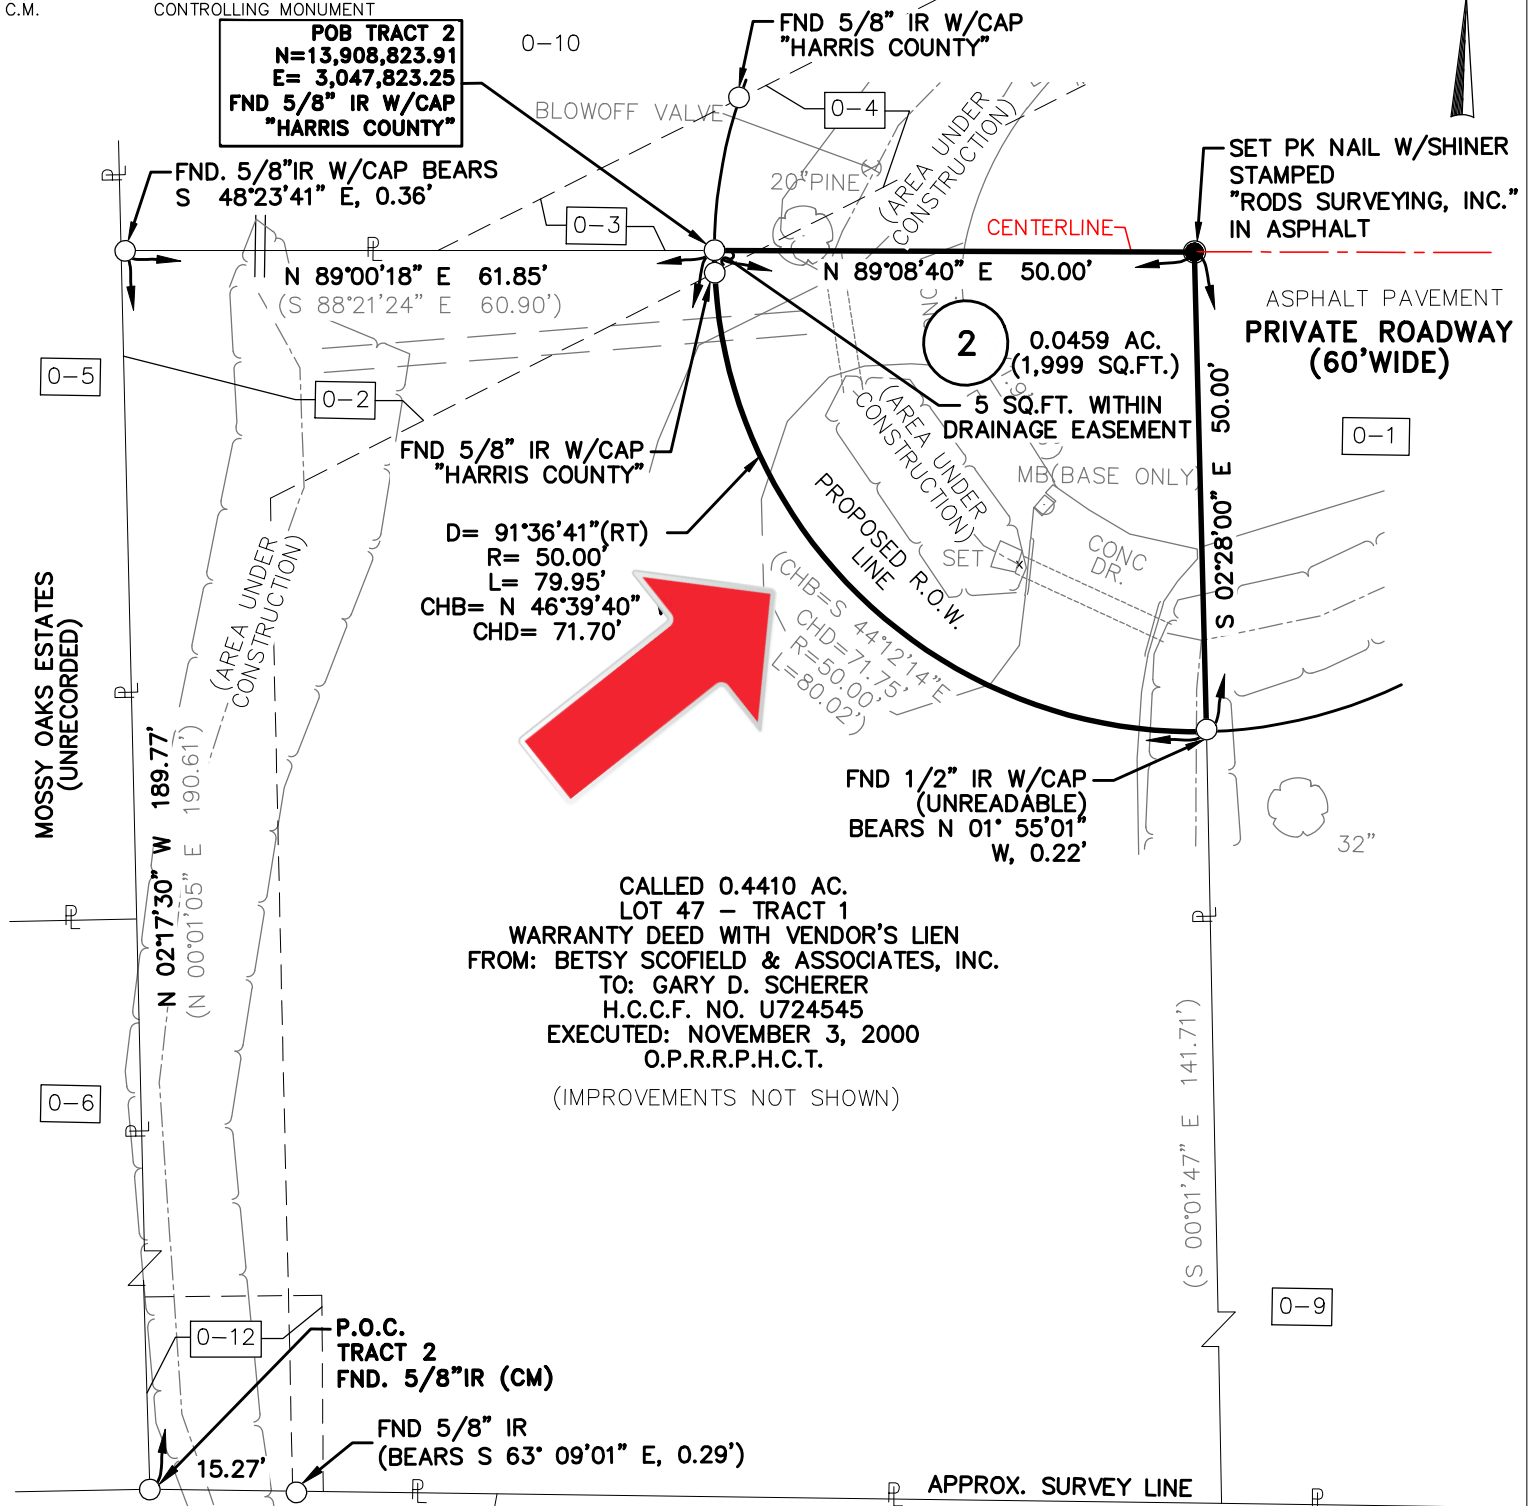 C.M. CONTROLLING MONUMENT
POB TRACT 2
N=13,908,823.91
E= 3,047,823.25
FND 5/8" IR W/CAP
"HARRIS COUNTY"
0-10
FND 5/8" IR W/CAP
"HARRIS COUNTY"
BLOWOFF VALVE
0-4
(AREA UNDER
CONSTRUCTION)
20"PINE
SET PK NAIL W/SHINER
STAMPED
"RODS SURVEYING, INC."
IN ASPHALT
FND. 5/8"IR W/CAP BEARS
S 48°23'41" E, 0.36'
0-3
CENTERLINE
N 89°00'18" E 61.85'
(S 88°21'24" E 60.90')
N 89°08'40" E 50.00'
ASPHALT PAVEMENT
PRIVATE ROADWAY
(60'WIDE)
2
0.0459 AC.
(1,999 SQ.FT.)
5 SQ.FT. WITHIN
DRAINAGE EASEMENT
0-5
0-2
0-1
(AREA UNDER
CONSTRUCTION)
FND 5/8" IR W/CAP
"HARRIS COUNTY"
MB(BASE ONLY)
S 02°28'00" E 50.00'
PROPOSED R.O.W.
LINE
SET
CONC
DR.
D= 91°36'41"(RT)
R= 50.00'
L= 79.95'
CHB= N 46°39'40"
CHD= 71.70'
(CHB=S 44°12'14"E
CHD=71.75'
R=50.00'
L=80.02')
(AREA UNDER
CONSTRUCTION)
MOSSY OAKS ESTATES
(UNRECORDED)
N 02°17'30" W 189.77'
(N 00°01'05" E 190.61')
FND 1/2" IR W/CAP
(UNREADABLE)
BEARS N 01° 55'01"
W, 0.22'
32"
CALLED 0.4410 AC.
LOT 47 – TRACT 1
WARRANTY DEED WITH VENDOR'S LIEN
FROM: BETSY SCOFIELD & ASSOCIATES, INC.
TO: GARY D. SCHERER
H.C.C.F. NO. U724545
EXECUTED: NOVEMBER 3, 2000
O.P.R.R.P.H.C.T.
(IMPROVEMENTS NOT SHOWN)
0-6
(S 00°01'47" E 141.71')
0-9
0-12
P.O.C.
TRACT 2
FND. 5/8"IR (CM)
FND 5/8" IR
(BEARS S 63° 09'01" E, 0.29')
15.27'
APPROX. SURVEY LINE